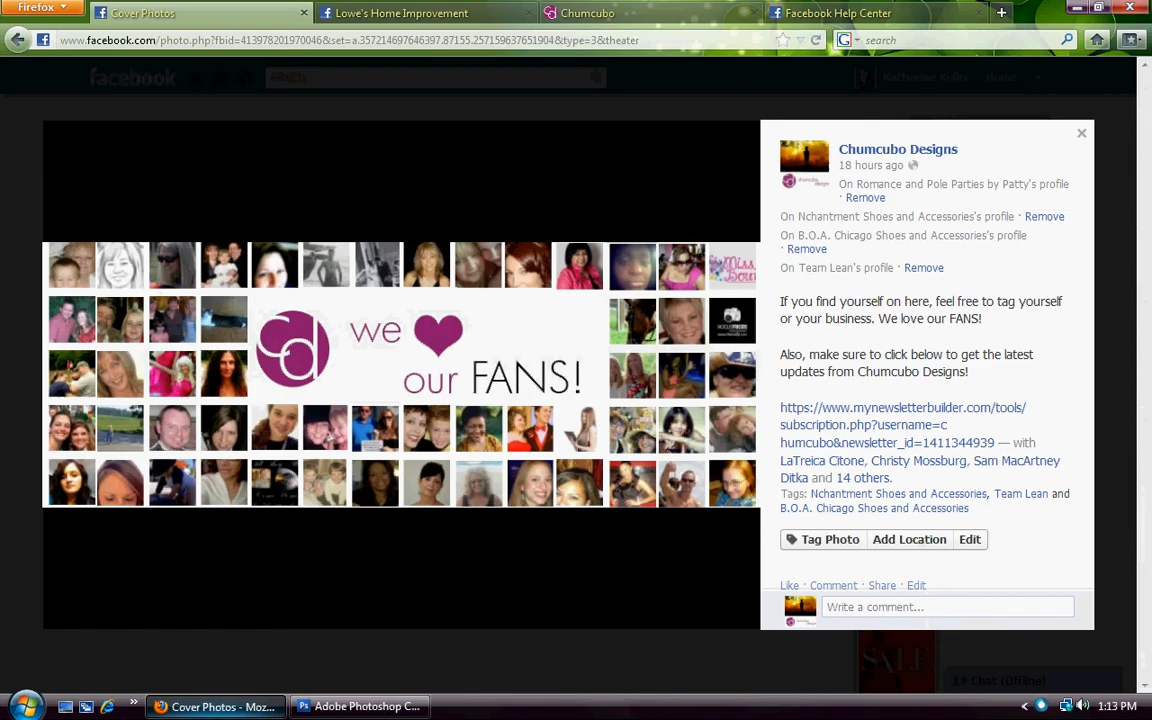 Firefox
Cover Photos
Lowe's Home Improvement
Chumcubo
Facebook Help Center
www.facebook.com/photo.php?fbid=413978201970046&set=a.357214697646397.87155.257159637651904&type=3&theater
search
facebook
Home
Chumcubo Designs
18 hours ago
On Romance and Pole Parties by Patty's profile
· Remove
On Nchantment Shoes and Accessories's profile · Remove
On B.O.A. Chicago Shoes and Accessories's profile
· Remove
On Team Lean's profile · Remove
cd we
our FANS!
If you find yourself on here, feel free to tag yourself
or your business. We love our FANS!
Also, make sure to click below to get the latest
updates from Chumcubo Designs!
https://www.mynewsletterbuilder.com/tools/
subscription.php?username=c
humcubo&newsletter_id=1411344939 — with
LaTreica Citone, Christy Mossburg, Sam MacArtney
Ditka and 14 others.
Tags: Nchantment Shoes and Accessories, Team Lean and
B.O.A. Chicago Shoes and Accessories
Tag Photo Add Location Edit
Like · Comment · Share · Edit
Write a comment...
SALE
Chat (Offline)
Cover Photos - Moz...
Adobe Photoshop C...
1:13 PM